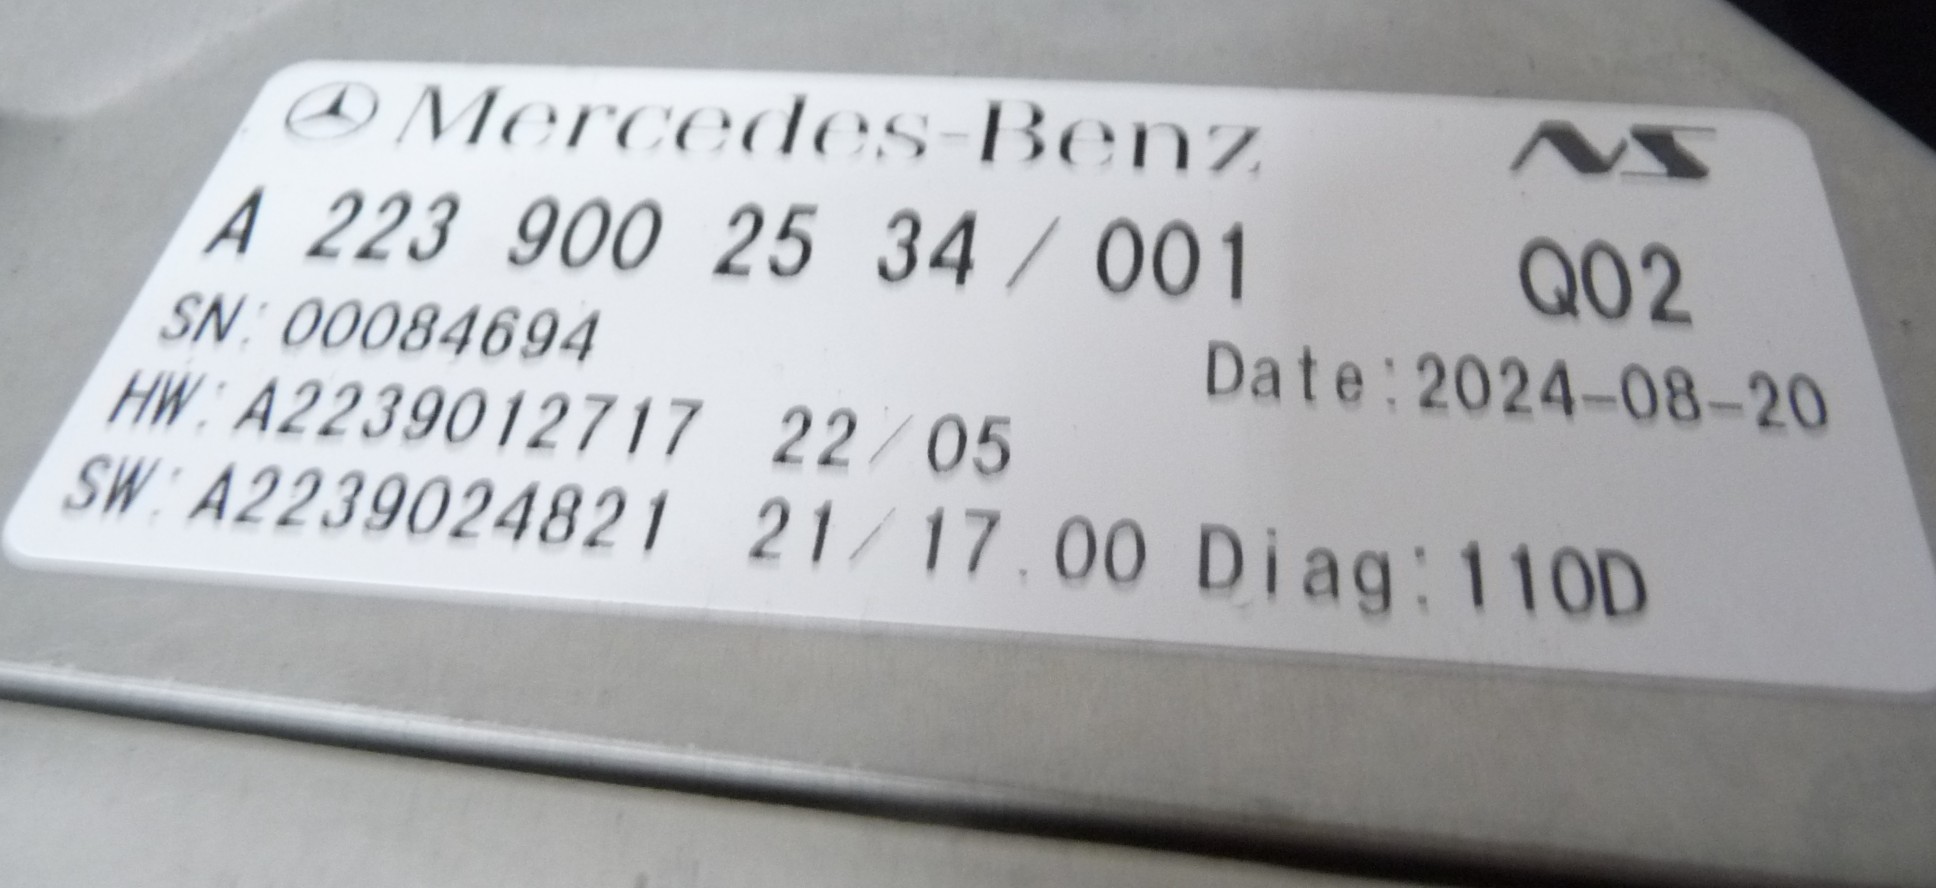 Mercedes-Benz NS
A 223 900 25 34/001 Q02
SN:00084694
Date:2024-08-20
HW:A2239012717 22/05
SW:A2239024821 21/17.00 Diag:110D